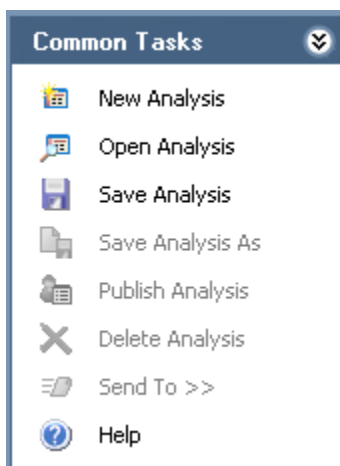 Common Tasks
New Analysis
Open Analysis
Save Analysis
Save Analysis As
Publish Analysis
Delete Analysis
Send To >>
Help